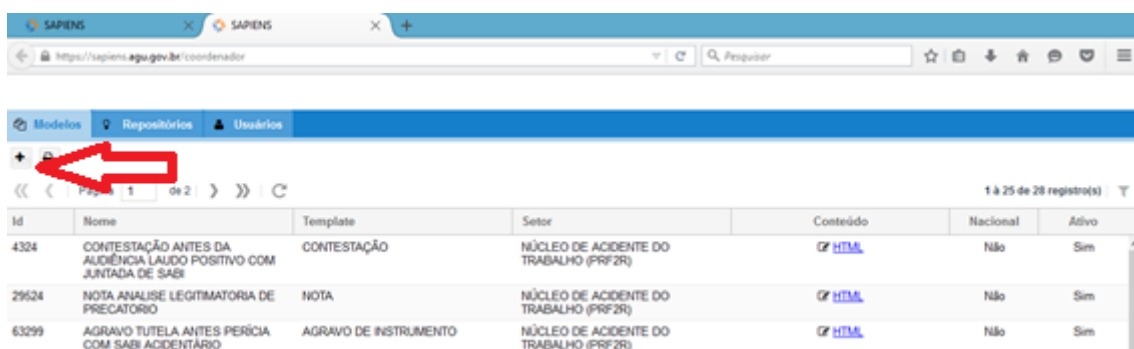 SAPIENS SAPIENS
https://sapiens.agu.gov.br/coordenador Pesquisar
Modelos Repositórios Usuários
Página 1 de 2 1 à 25 de 28 registro(s)
Id Nome Template Setor Conteúdo Nacional Ativo
4324 CONTESTAÇÃO ANTES DA CONTESTAÇÃO NÚCLEO DE ACIDENTE DO HTML Não Sim
AUDIÊNCIA LAUDO POSITIVO COM TRABALHO (PRF2R)
JUNTADA DE SABI
29524 NOTA ANALISE LEGITIMATORIA DE NOTA NÚCLEO DE ACIDENTE DO HTML Não Sim
PRECATORIO TRABALHO (PRF2R)
63299 AGRAVO TUTELA ANTES PERÍCIA AGRAVO DE INSTRUMENTO NÚCLEO DE ACIDENTE DO HTML Não Sim
COM SABI ACIDENTÁRIO TRABALHO (PRF2R)